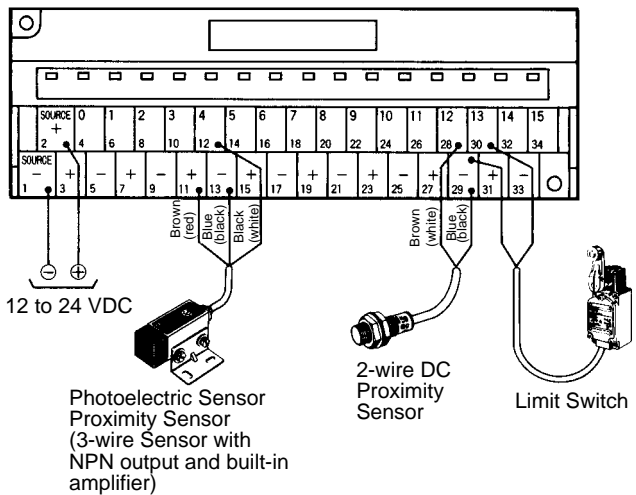 SOURCE 0 1 2 3 4 5 6 7 8 9 10 11 12 13 14 15
+
2 4 6 8 10 12 14 16 18 20 22 24 26 28 30 32 34
SOURCE
− + − + − + − + − + − + − + − + −
1 3 5 7 9 11 13 15 17 19 21 23 25 27 29 31 33
Brown
(red)
Blue
(black)
Black
(white)
Brown
(white)
Blue
(black)
− +
12 to 24 VDC
Photoelectric Sensor
Proximity Sensor
(3-wire Sensor with
NPN output and built-in
amplifier)
2-wire DC
Proximity
Sensor
Limit Switch